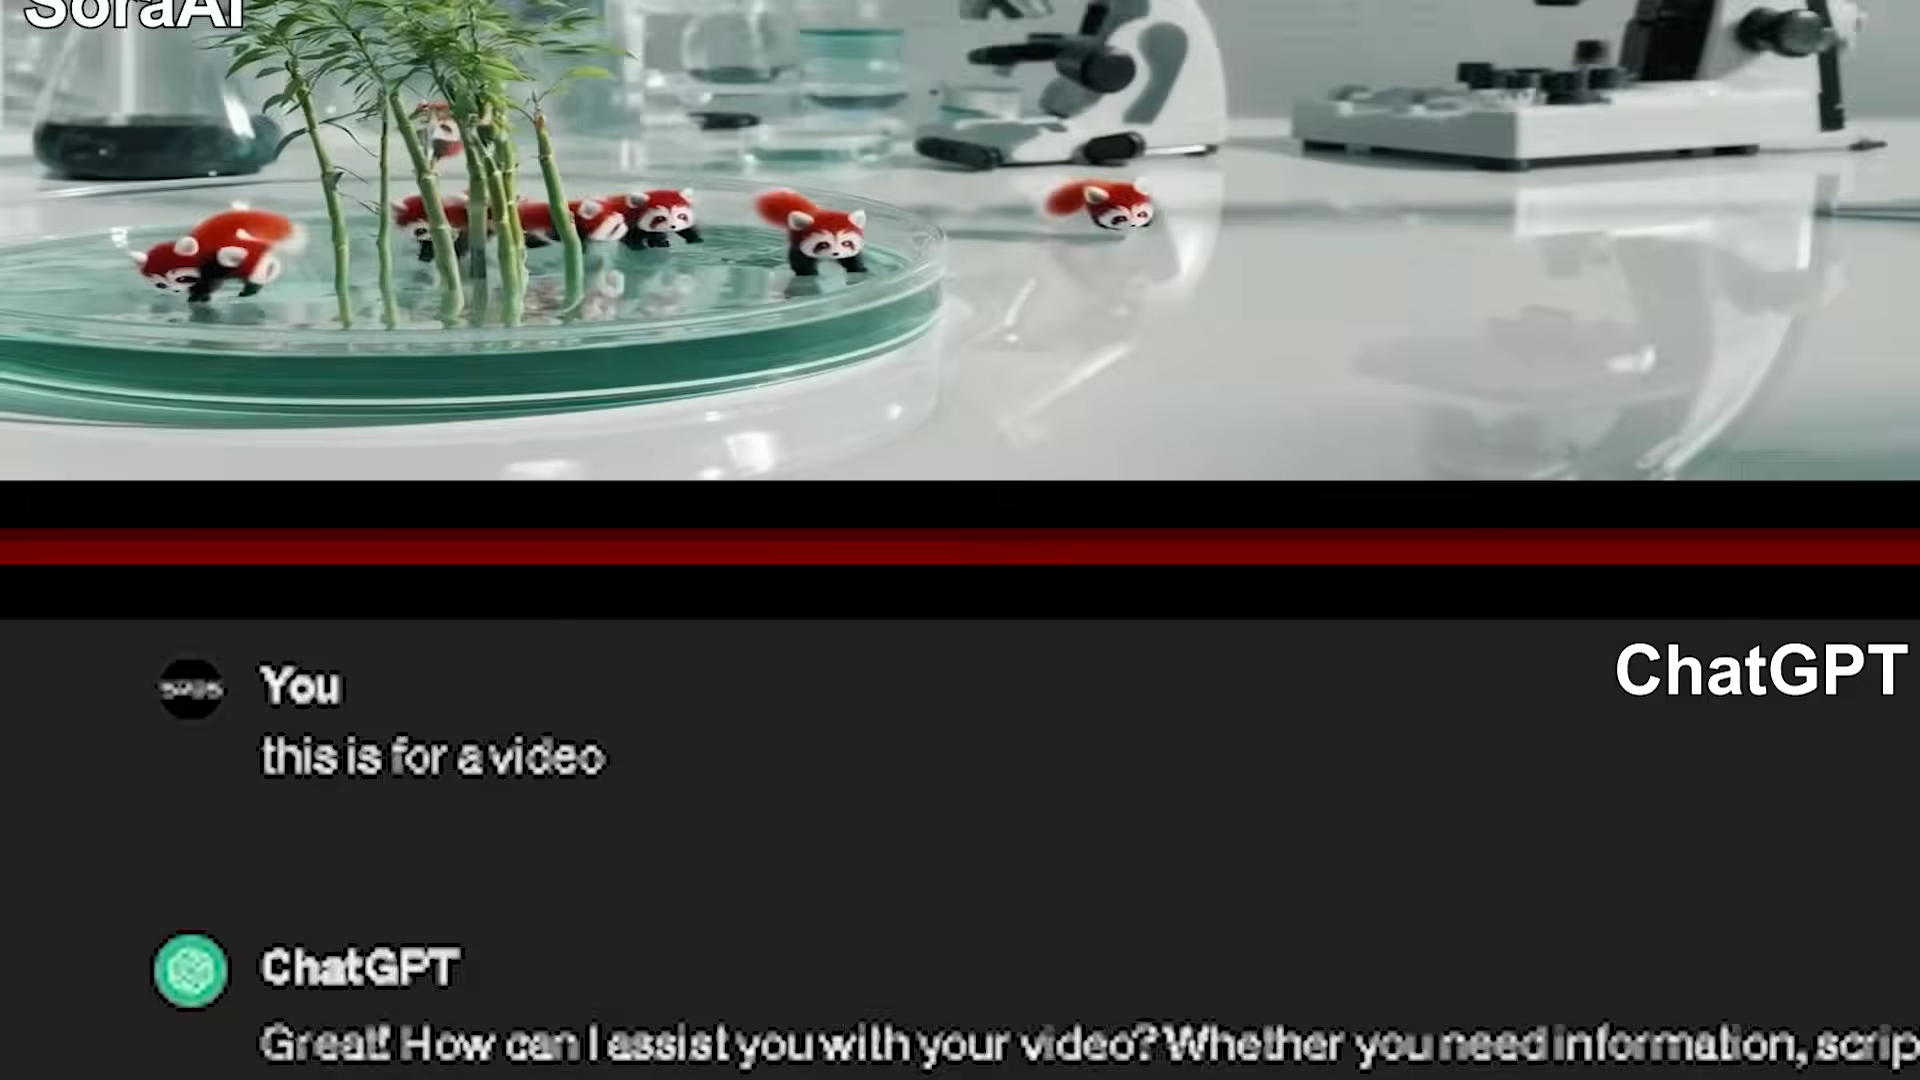 SoraAI
ChatGPT
You
this is for a video
ChatGPT
Great! How can I assist you with your video? Whether you need information, scrip